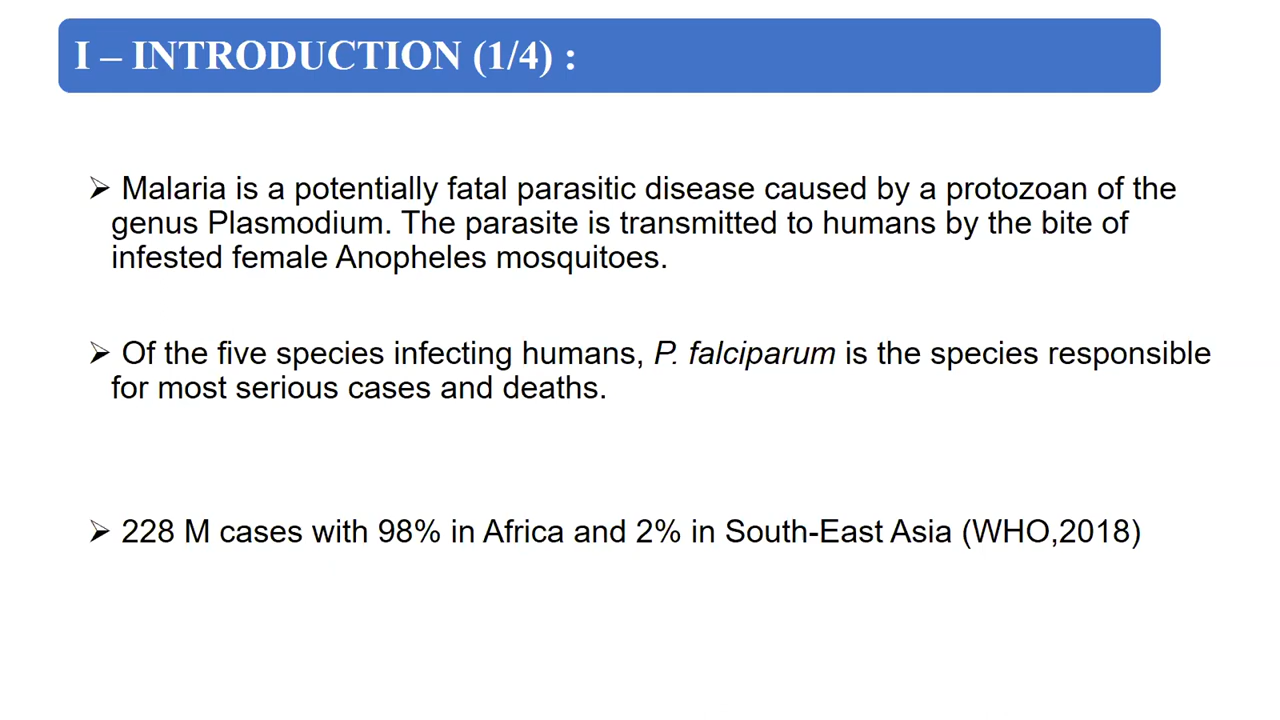 I – INTRODUCTION (1/4) :
➢ Malaria is a potentially fatal parasitic disease caused by a protozoan of the
genus Plasmodium. The parasite is transmitted to humans by the bite of
infested female Anopheles mosquitoes.
➢ Of the five species infecting humans, P. falciparum is the species responsible
for most serious cases and deaths.
➢ 228 M cases with 98% in Africa and 2% in South-East Asia (WHO,2018)